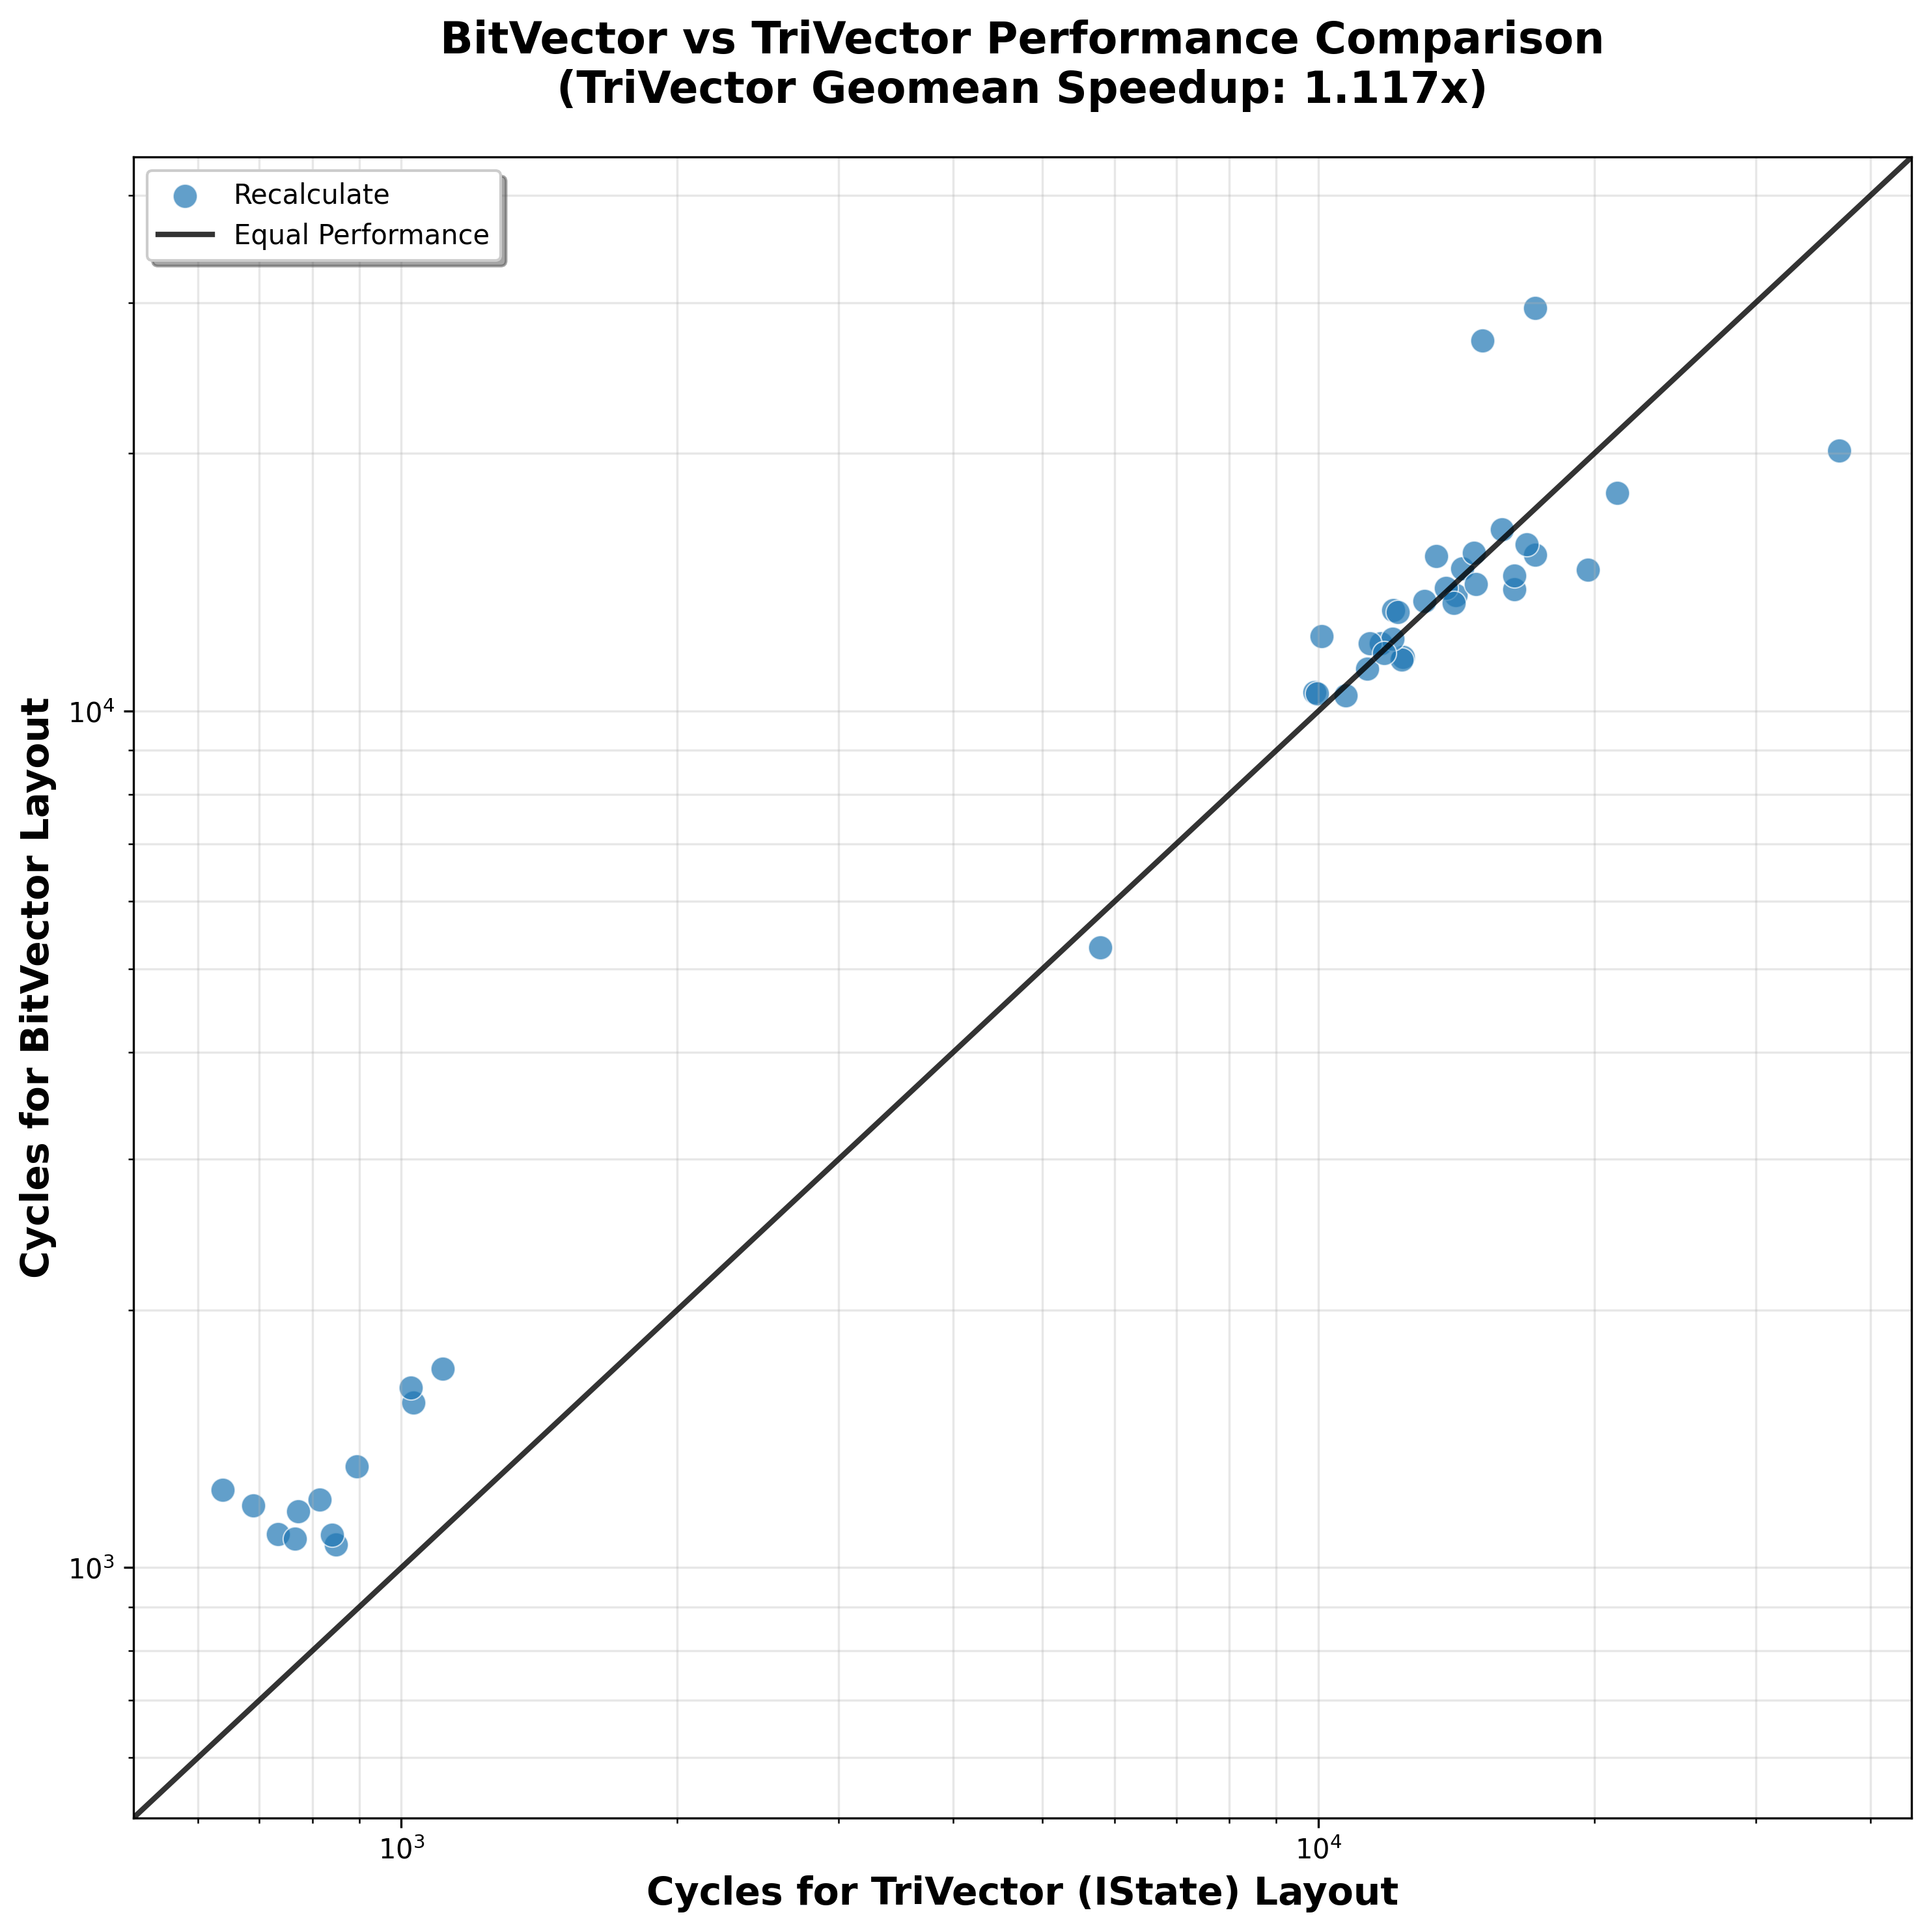 BitVector vs TriVector Performance Comparison
(TriVector Geomean Speedup: 1.117x)
Recalculate
Equal Performance
Cycles for BitVector Layout
10⁴
10³
10³
10⁴
Cycles for TriVector (IState) Layout